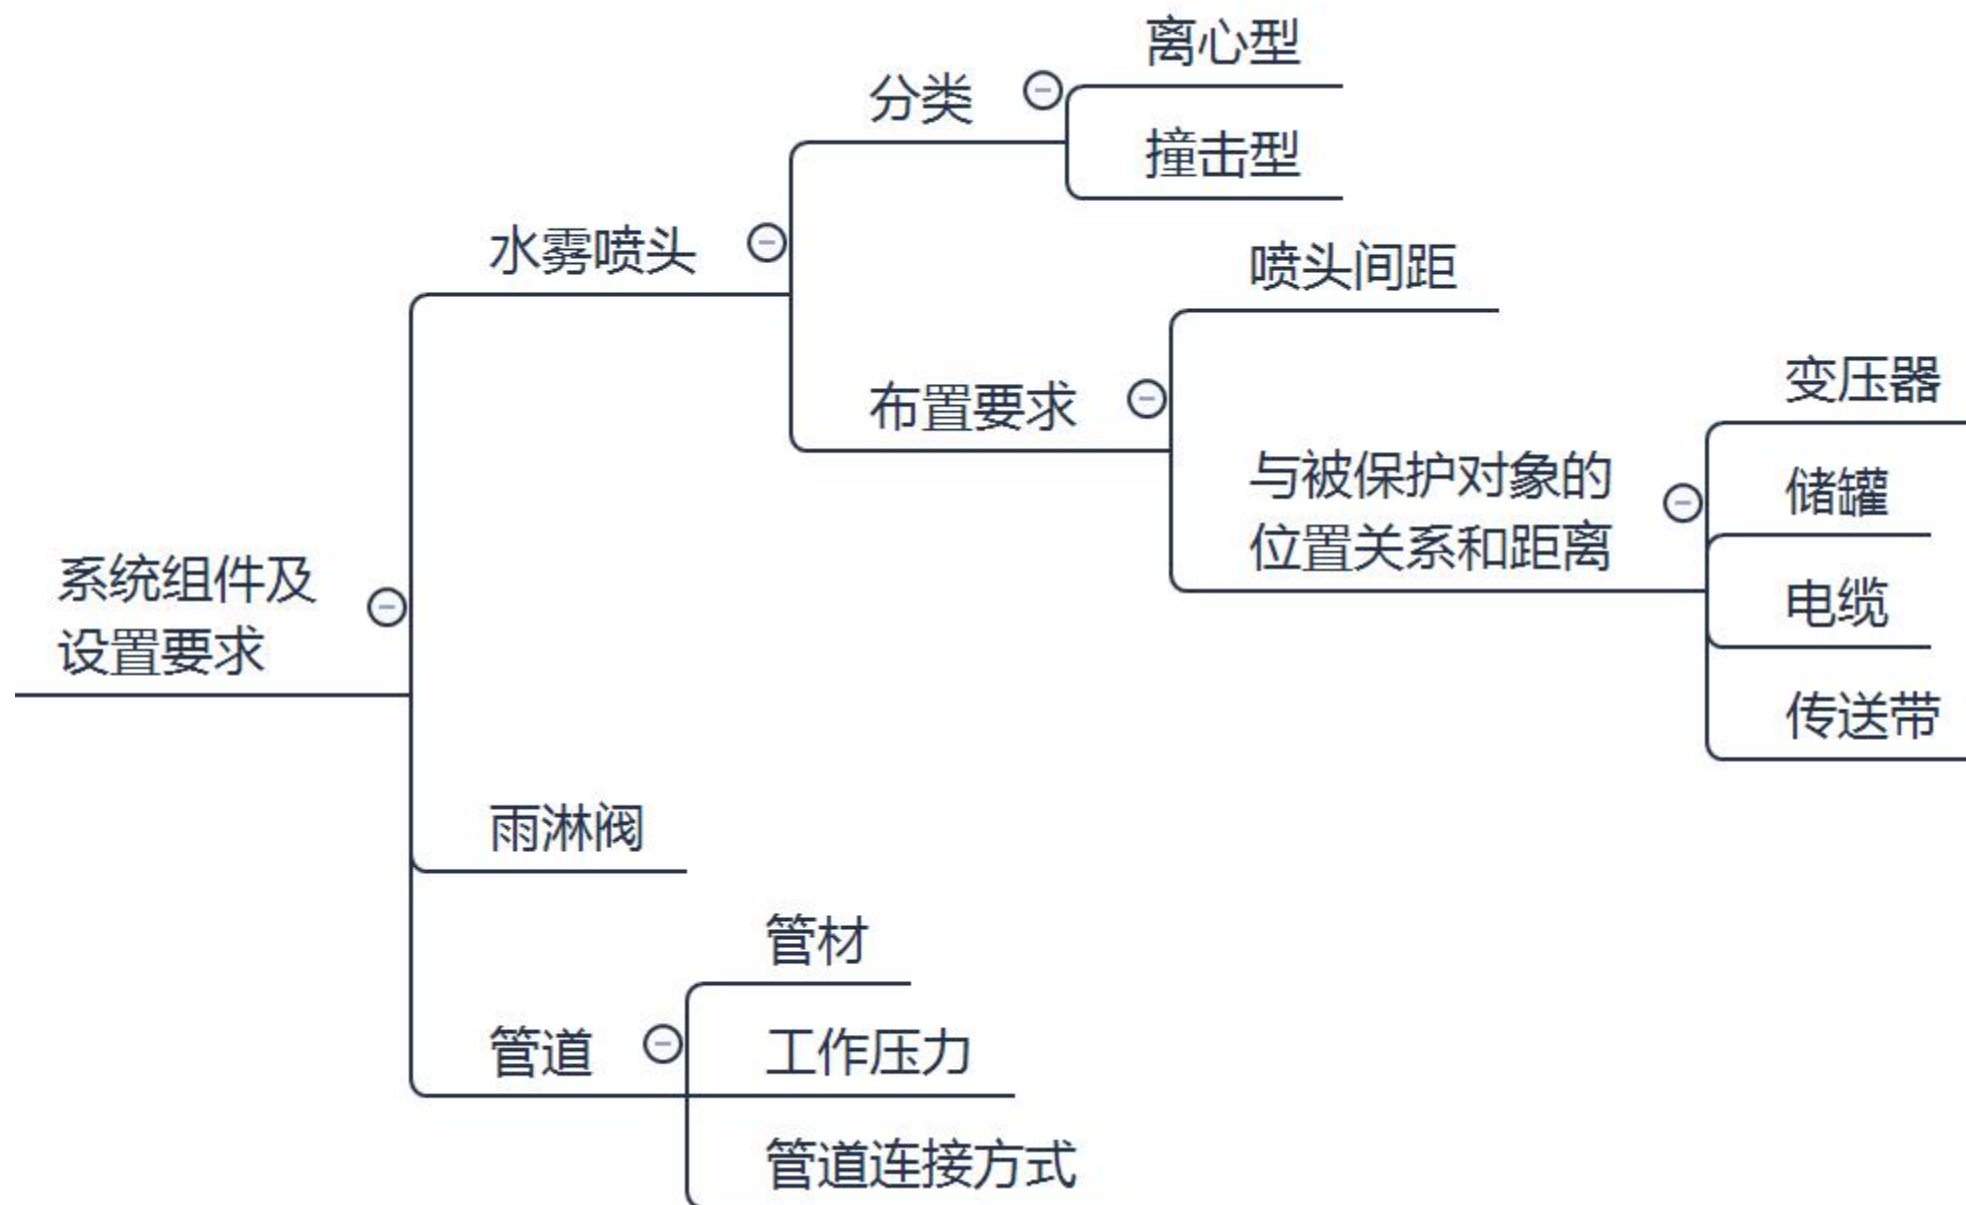 离心型
分类
撞击型
水雾喷头
喷头间距
变压器
布置要求
与被保护对象的
位置关系和距离
储罐
电缆
系统组件及
设置要求
传送带
雨淋阀
管材
管道
工作压力
管道连接方式